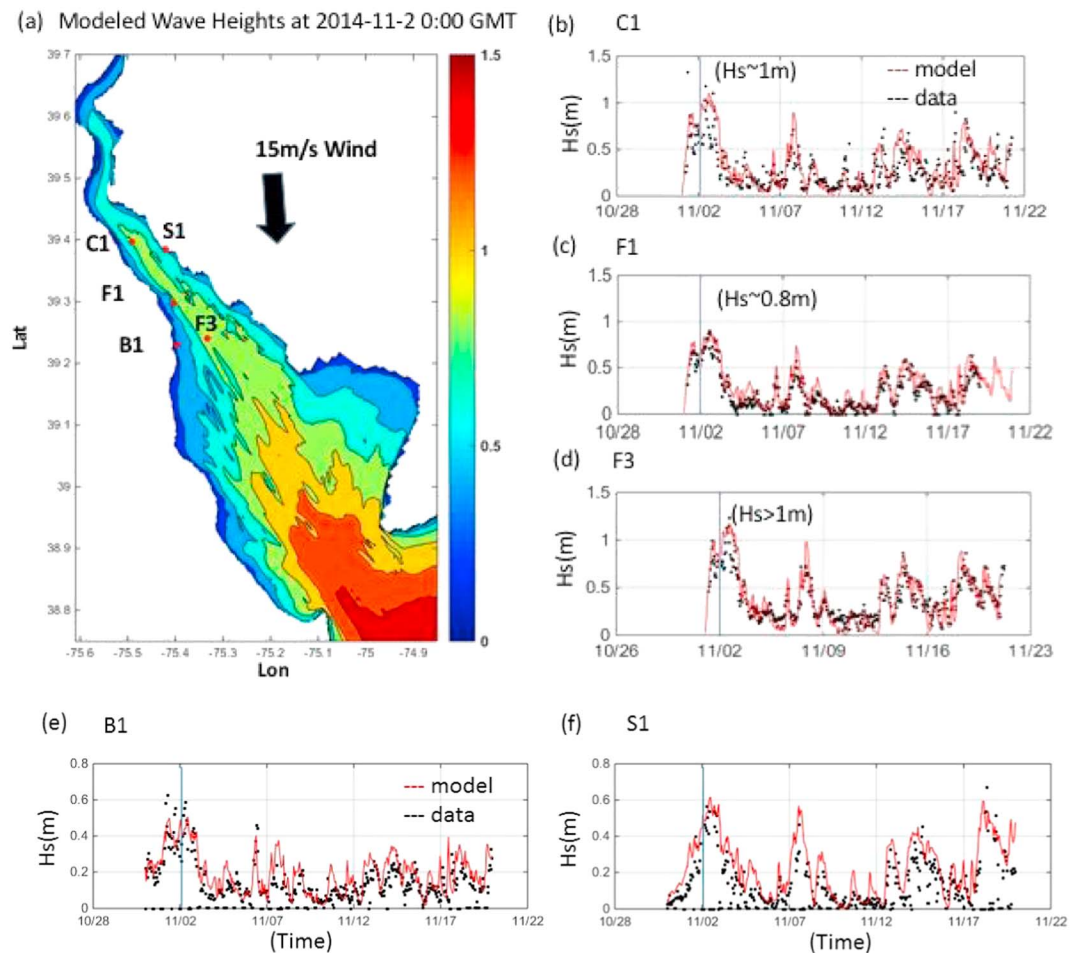 (a) Modeled Wave Heights at 2014-11-2 0:00 GMT
39.7
39.6
39.5
39.4
39.3
39.2
39.1
39
38.9
38.8
Lat
15m/s Wind
C1
S1
F1
F3
B1
-75.6 -75.5 -75.4 -75.3 -75.2 -75.1 -75 -74.9
Lon
1.5
1
0.5
0
(b) C1
Hs(m)
1.5
1
0.5
0
(Hs~1m)
model
data
10/28 11/02 11/07 11/12 11/17 11/22
(c) F1
Hs(m)
1.5
1
0.5
0
(Hs~0.8m)
10/28 11/02 11/07 11/12 11/17 11/22
(d) F3
Hs(m)
1.5
1
0.5
0
(Hs>1m)
10/26 11/02 11/09 11/16 11/23
(e) B1
Hs(m)
0.8
0.6
0.4
0.2
0
model
data
10/28 11/02 11/07 11/12 11/17 11/22
(Time)
(f) S1
Hs(m)
0.8
0.6
0.4
0.2
0
10/28 11/02 11/07 11/12 11/17 11/22
(Time)